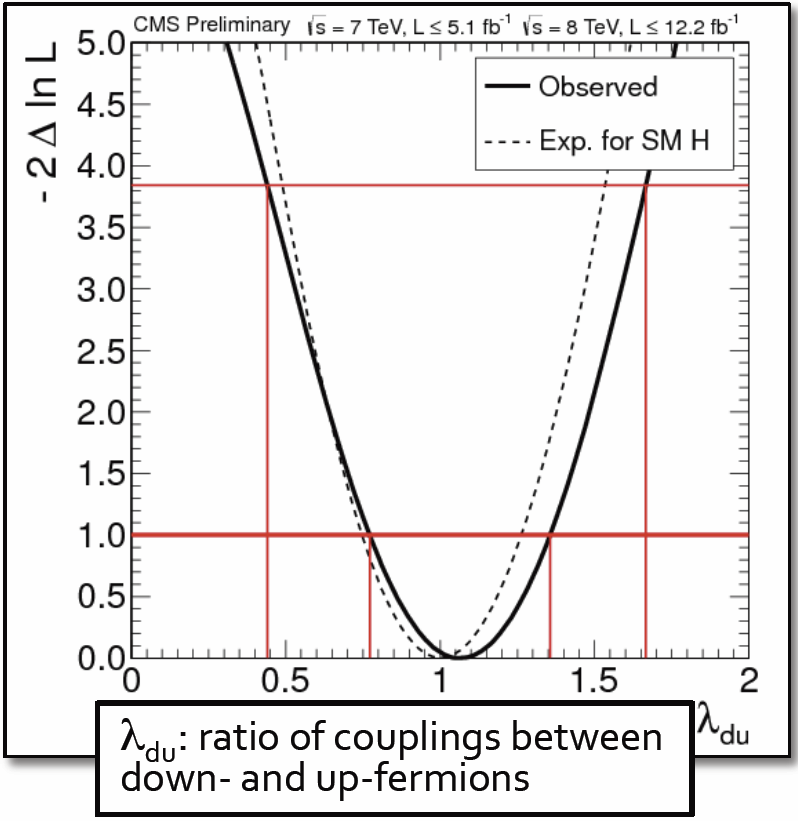 CMS Preliminary √s = 7 TeV, L ≤ 5.1 fb⁻¹ √s = 8 TeV, L ≤ 12.2 fb⁻¹
- 2 Δ ln L
5.0
4.5
4.0
3.5
3.0
2.5
2.0
1.5
1.0
0.5
0.0
Observed
Exp. for SM H
0 0.5 1 1.5 2
λdu
λdu: ratio of couplings between
down- and up-fermions